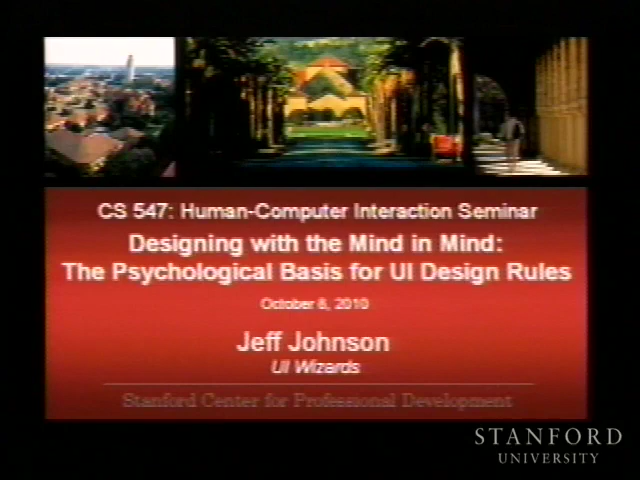 CS 547: Human-Computer Interaction Seminar
Designing with the Mind in Mind:
The Psychological Basis for UI Design Rules
October 8, 2010
Jeff Johnson
UI Wizards
Stanford Center for Professional Development
STANFORD
UNIVERSITY